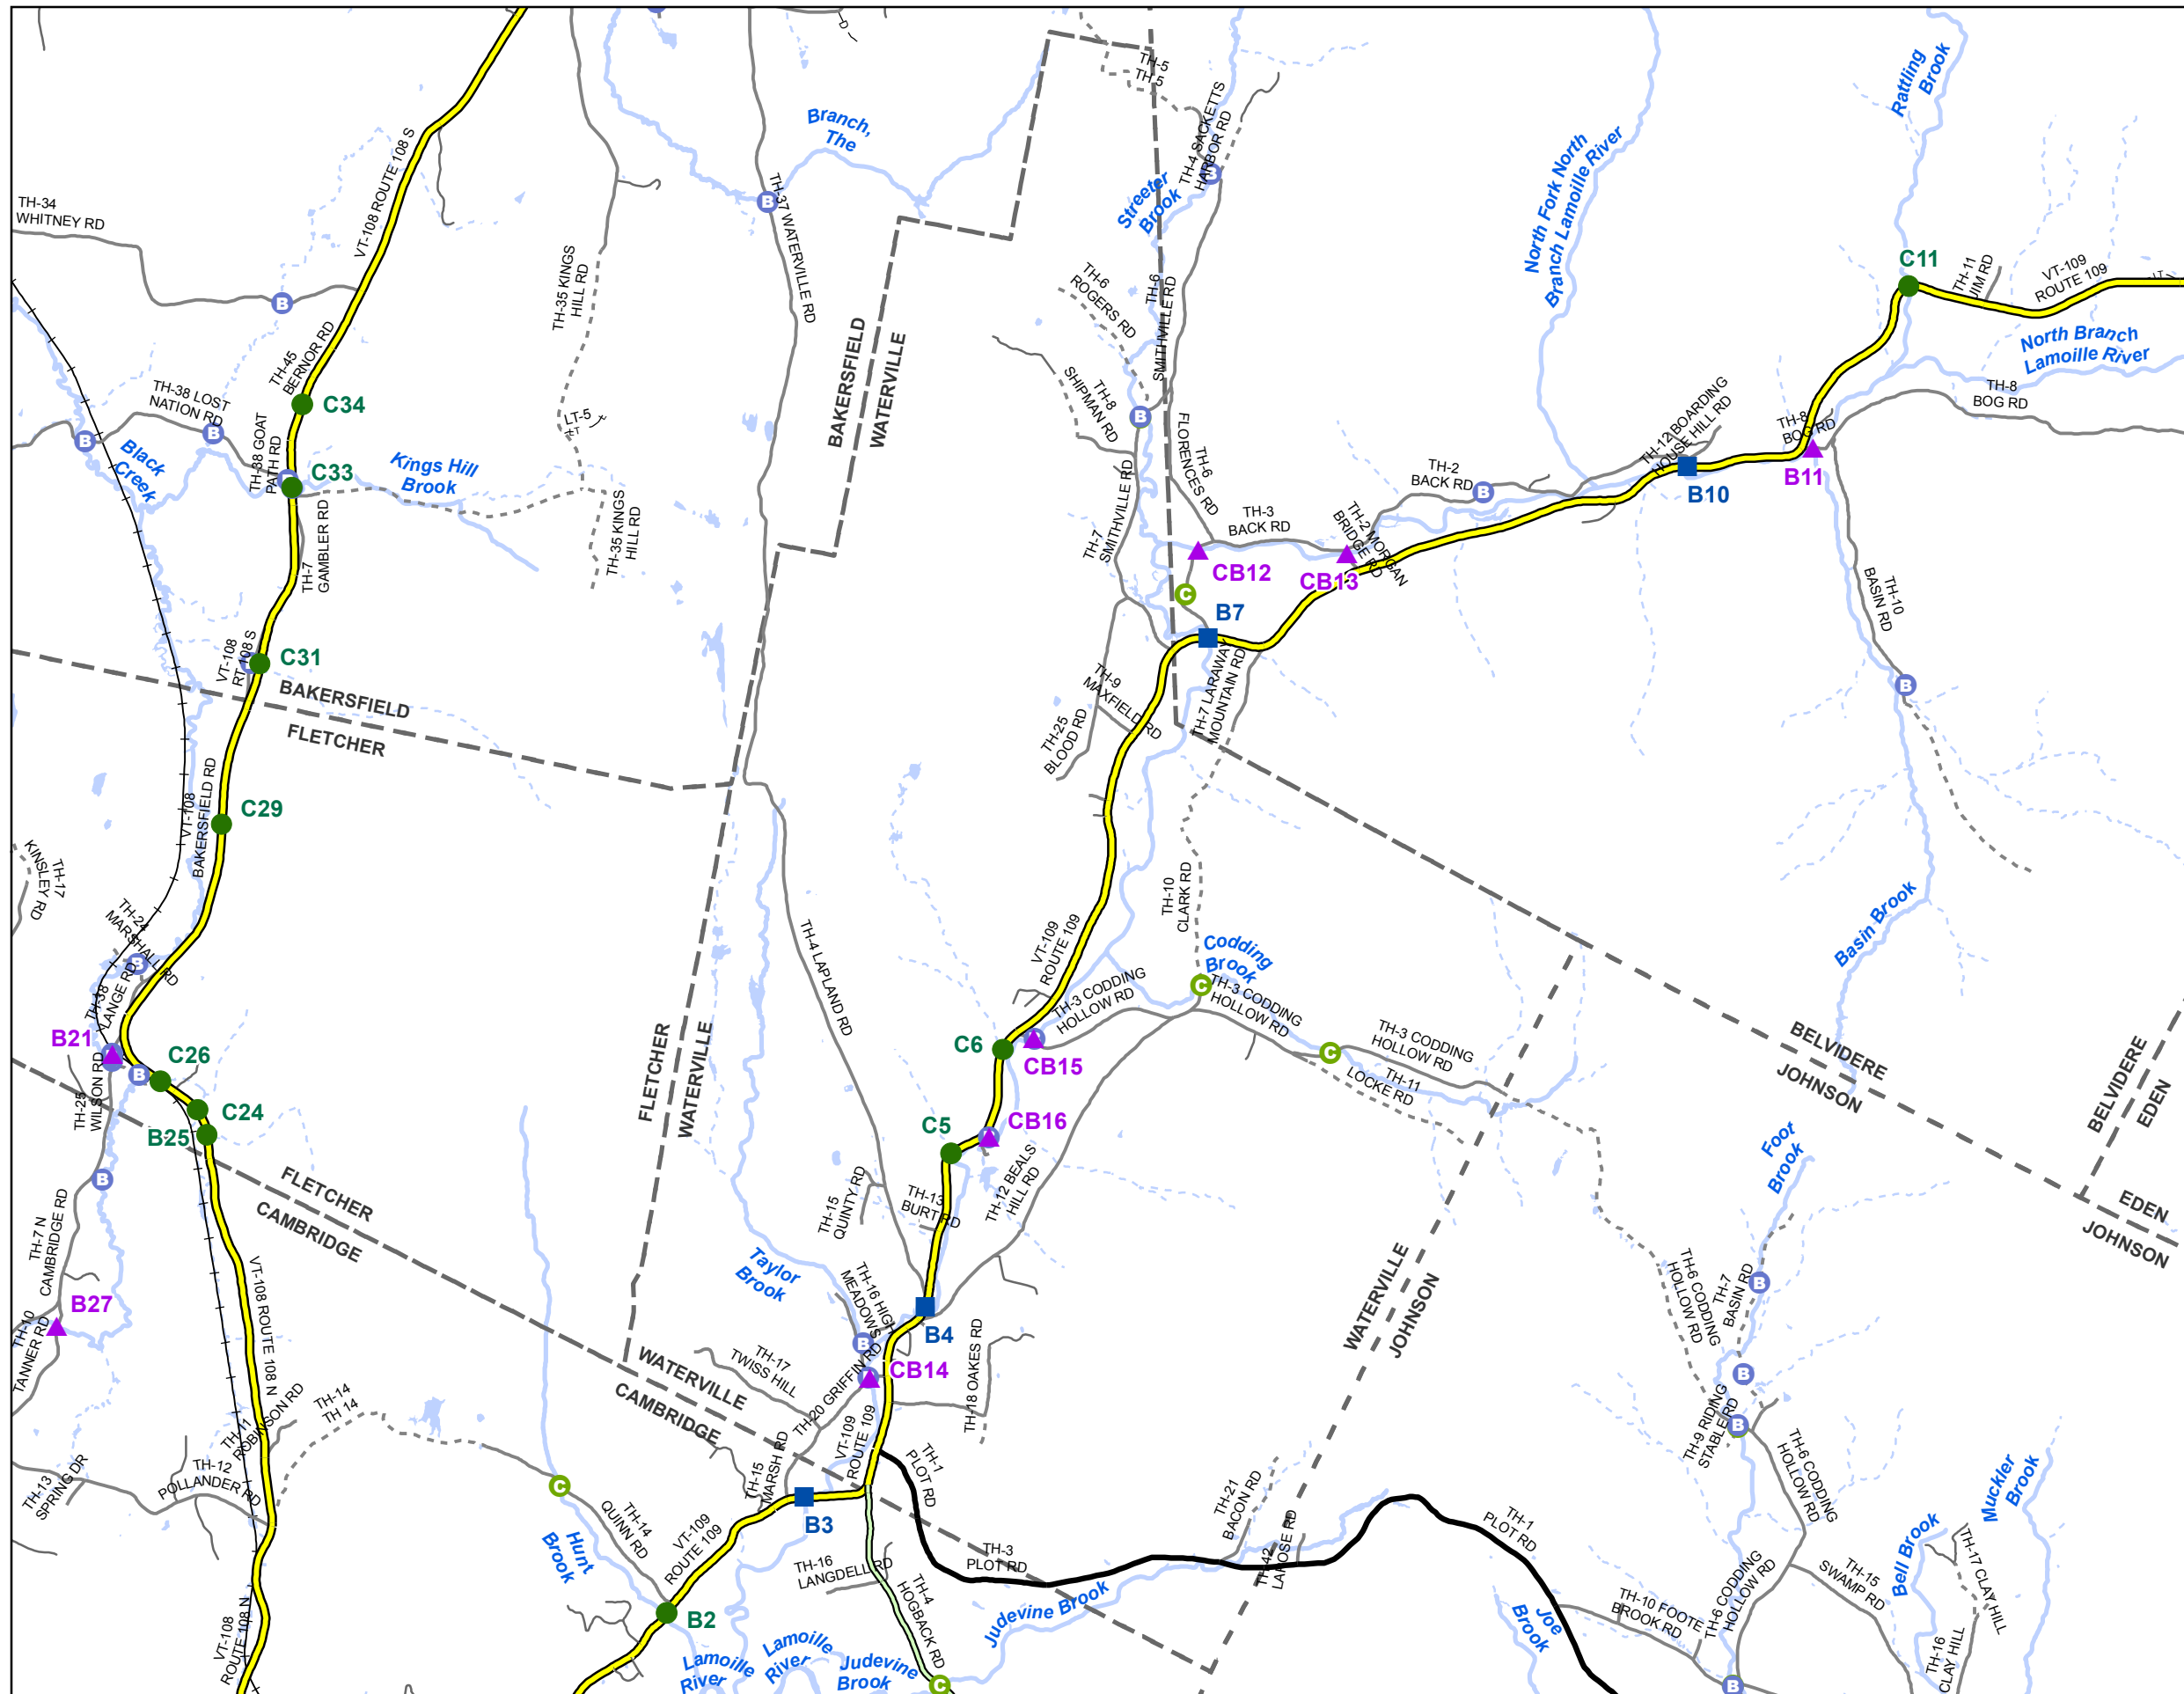 Rattling
Brook
TH-5
TH-5
Branch,
The
TH-4 SACKETTS
HARBOR RD
North Fork North
Branch Lamoille River
VT-108 ROUTE 108 S
TH-34
WHITNEY RD
TH-37 WATERVILLE RD
B
B
Streeter
Brook
C11
TH-11
JIM RD
VT-109
ROUTE 109
TH-35 KINGS
HILL RD
TH-6
ROGERS RD
TH-6
SMITHVILLE RD
B
BAKERSFIELD
WATERVILLE
North Branch
Lamoille River
TH-45
BERNOR RD
TH-38 LOST
NATION RD
C34
TH-8
SHIPMAN RD
TH-12 BOARDING
HOUSE HILL RD
TH-8
BOG RD
TH-8
BOG RD
LT-5
B
B
B
Black
Creek
TH-38 GOAT
PATH RD
C33
Kings Hill
Brook
TH-6
FLORENCES RD
TH-2
BACK RD
B
B10
B11
TH-7
GAMBLER RD
TH-35 KINGS
HILL RD
TH-7
SMITHVILLE RD
TH-3
BACK RD
TH-2 MORGAN
BRIDGE RD
CB12
CB13
C
B7
TH-10
BASIN RD
VT-108
RT 108 S
C31
BAKERSFIELD
FLETCHER
TH-9
MAXFIELD RD
TH-7 LARAWAY
MOUNTAIN RD
B
TH-25
BLOOD RD
VT-108
BAKERSFIELD RD
C29
TH-17
KINSLEY RD
TH-10
CLARK RD
TH-24
MARSHALL RD
TH-4 LAPLAND RD
VT-109
ROUTE 109
Codding
Brook
Basin Brook
B
TH-38
LANGE RD
TH-3 CODDING
HOLLOW RD
C
TH-3 CODDING
HOLLOW RD
B21
C26
B
FLETCHER
WATERVILLE
C6
CB15
C
TH-3 CODDING
HOLLOW RD
TH-11
LOCKE RD
BELVIDERE
JOHNSON
BELVIDERE
EDEN
TH-25
WILSON RD
C24
B25
C5
CB16
Foot
Brook
B
FLETCHER
CAMBRIDGE
TH-15
QUINTY RD
TH-13
BURT RD
TH-12 BEALS
HILL RD
EDEN
JOHNSON
TH-7 N
CAMBRIDGE RD
VT-108 ROUTE 108 N
Taylor
Brook
TH-16 HIGH
MEADOWS
WATERVILLE
JOHNSON
TH-6 CODDING
HOLLOW RD
TH-7
BASIN RD
B
B27
TH-10
TANNER RD
B
B4
WATERVILLE
CAMBRIDGE
TH-17
TWISS HILL
TH-20 GRIFFIN RD
CB14
TH-18 OAKES RD
B
TH-14
TH 14
TH-11
ROBINSON RD
VT-109
ROUTE 109
TH-9 RIDING
STABLE RD
B
TH-13
SPRING DR
TH-12
POLLANDER RD
TH-15
MARSH RD
TH-1
PLOT RD
TH-6 CODDING
HOLLOW RD
Muckler
Brook
C
TH-14
QUINN RD
B3
TH-21
BACON RD
TH-1
PLOT RD
Hunt
Brook
VT-109
ROUTE 109
TH-3
PLOT RD
TH-42
LAMOSE RD
Bell Brook
TH-17 CLAY HILL
TH-16
LANGDELL RD
TH-4
HOGBACK RD
Judevine Brook
Joe
Brook
TH-10 FOOTE
BROOK RD
TH-6 CODDING
HOLLOW RD
TH-15
SWAMP RD
B2
VT-108
ROUTE 108 N
Lamoille
River
Lamoille
River
Judevine
Brook
C
B
TH-16
CLAY HILL